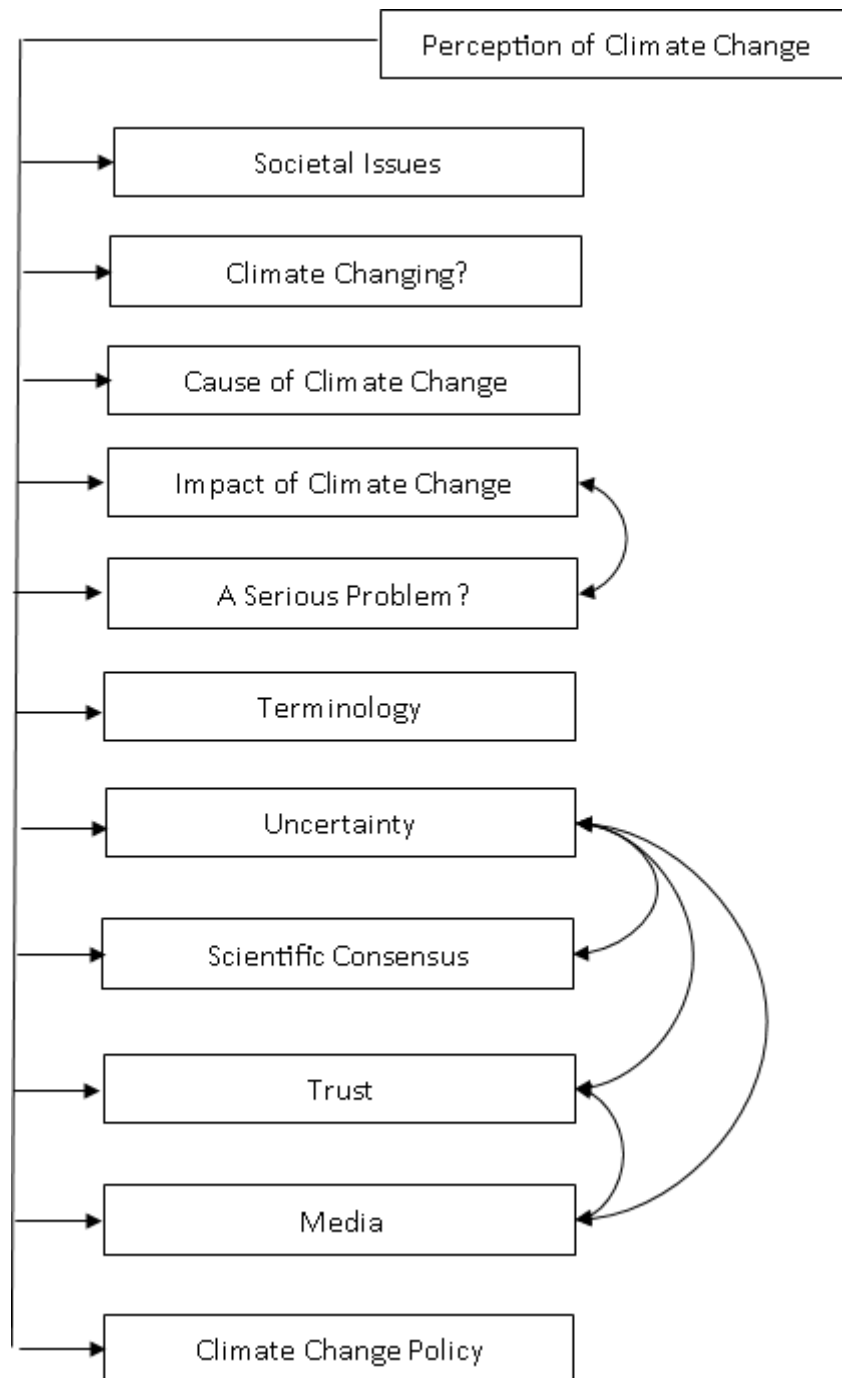 Perception of Climate Change
Societal Issues
Climate Changing?
Cause of Climate Change
Impact of Climate Change
A Serious Problem?
Terminology
Uncertainty
Scientific Consensus
Trust
Media
Climate Change Policy